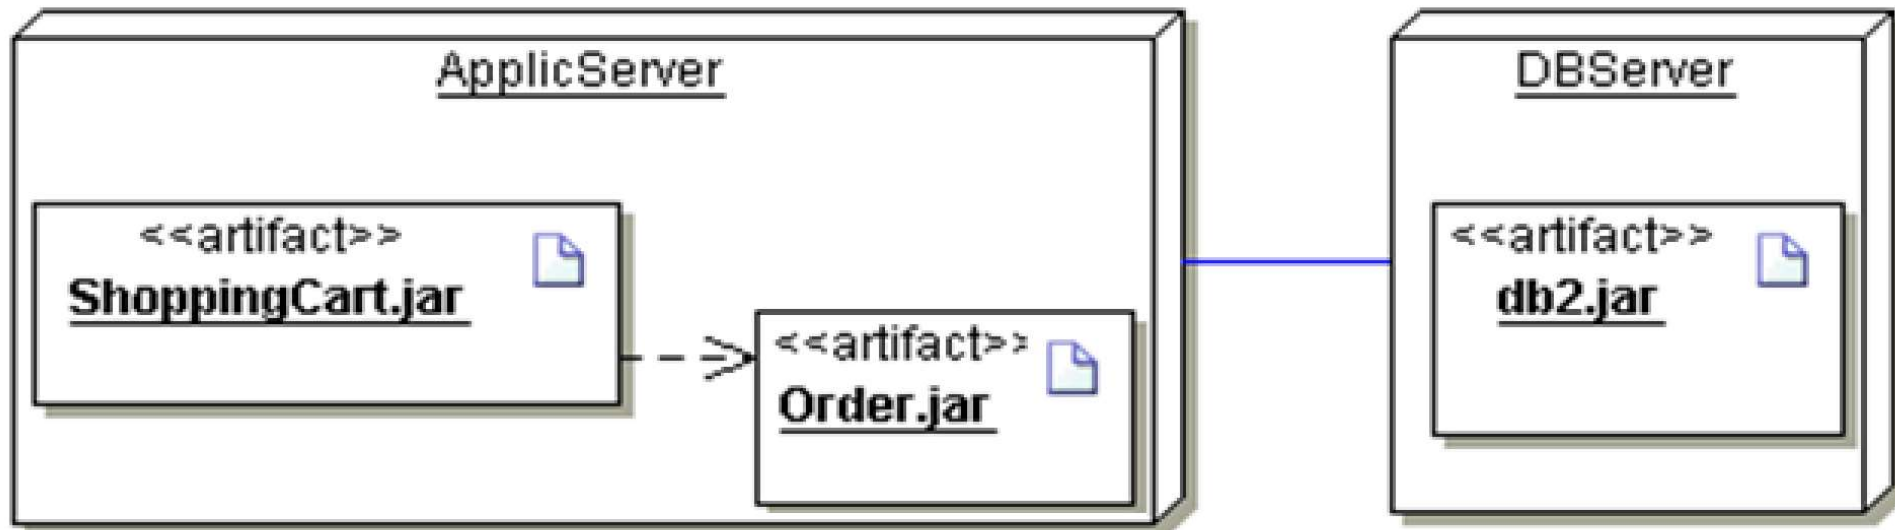 ApplicServer
<<artifact>>
ShoppingCart.jar
<<artifact>>
Order.jar
DBServer
<<artifact>>
db2.jar